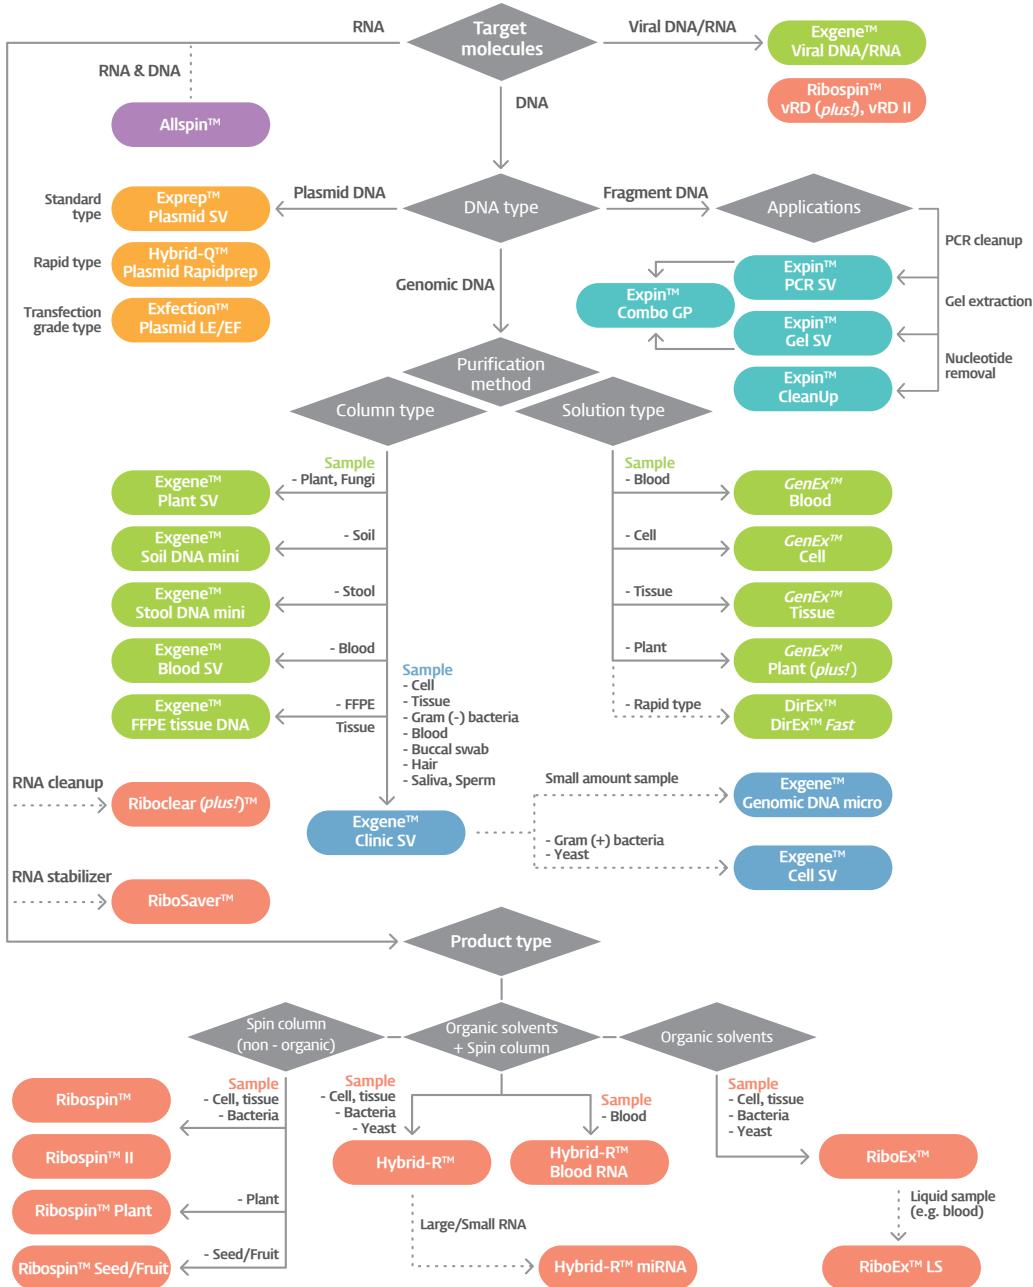 RNA
Target
molecules
Viral DNA/RNA
Exgene™
Viral DNA/RNA
RNA & DNA
Ribospin™
vRD (plus!), vRD II
Allspin™
DNA
Standard
type
Exprep™
Plasmid SV
Plasmid DNA
DNA type
Fragment DNA
Applications
PCR cleanup
Rapid type
Hybrid-Q™
Plasmid Rapidprep
Genomic DNA
Expin™
PCR SV
Expin™
Combo GP
Gel extraction
Transfection
grade type
Exfection™
Plasmid LE/EF
Expin™
Gel SV
Nucleotide
removal
Purification
method
Expin™
CleanUp
Column type
Solution type
Sample
- Plant, Fungi
Exgene™
Plant SV
- Soil
Exgene™
Soil DNA mini
- Stool
Exgene™
Stool DNA mini
- Blood
Exgene™
Blood SV
- FFPE
Tissue
Exgene™
FFPE tissue DNA
Sample
- Blood
GenEx™
Blood
- Cell
GenEx™
Cell
- Tissue
GenEx™
Tissue
- Plant
GenEx™
Plant (plus!)
- Rapid type
DirEx™
DirEx™ Fast
Sample
- Cell
- Tissue
- Gram (-) bacteria
- Blood
- Buccal swab
- Hair
- Saliva, Sperm
Exgene™
Clinic SV
Small amount sample
Exgene™
Genomic DNA micro
- Gram (+) bacteria
- Yeast
Exgene™
Cell SV
RNA cleanup
Riboclear (plus!)™
RNA stabilizer
RiboSaver™
Product type
Spin column
(non - organic)
Organic solvents
+ Spin column
Organic solvents
Sample
- Cell, tissue
- Bacteria
Ribospin™
Ribospin™ II
- Plant
Ribospin™ Plant
- Seed/Fruit
Ribospin™ Seed/Fruit
Sample
- Cell, tissue
- Bacteria
- Yeast
Hybrid-R™
Sample
- Blood
Hybrid-R™
Blood RNA
Large/Small RNA
Hybrid-R™ miRNA
Sample
- Cell, tissue
- Bacteria
- Yeast
RiboEx™
Liquid sample
(e.g. blood)
RiboEx™ LS